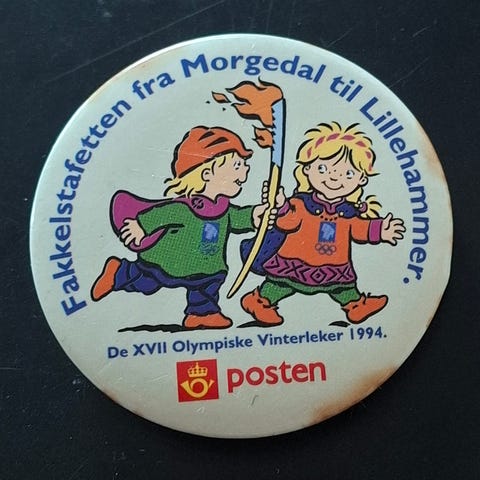 Fakkelstafetten fra Morgedal til Lillehammer.
De XVII Olympiske Vinterleker 1994.
posten